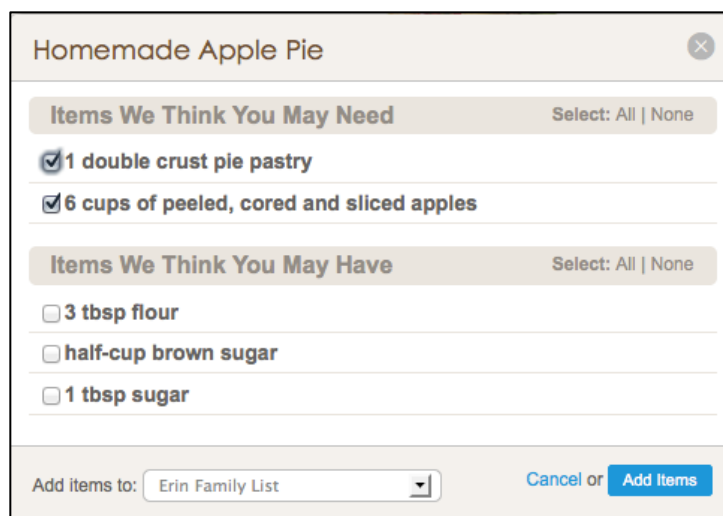 Homemade Apple Pie
Items We Think You May Need Select: All | None
1 double crust pie pastry
6 cups of peeled, cored and sliced apples
Items We Think You May Have Select: All | None
3 tbsp flour
half-cup brown sugar
1 tbsp sugar
Add items to: Erin Family List Cancel or Add Items